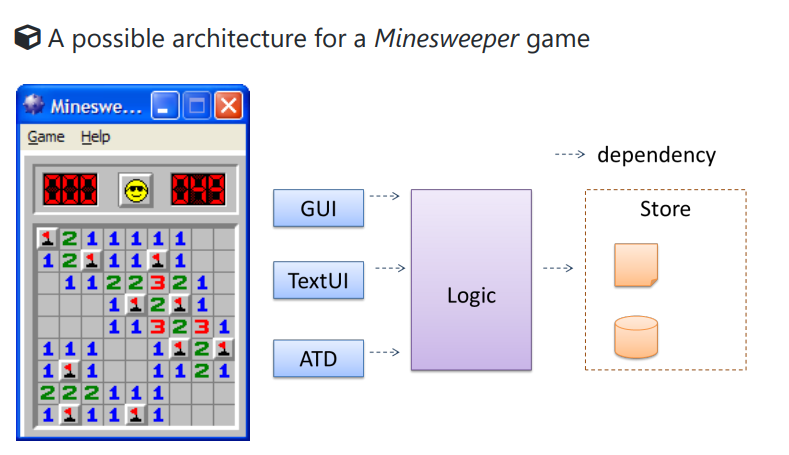 A possible architecture for a Minesweeper game
Mineswe...
Game Help
000
2 1 1 1 1 1
1 2 1 1 1
1 1 2 2 3 2 1
1 2 1
1 1 3 2 3 1
1 1 1 1 2
1 1 1 1 2 1
2 2 2 1 1 1
1 1 1 1
dependency
GUI
TextUI
ATD
Logic
Store